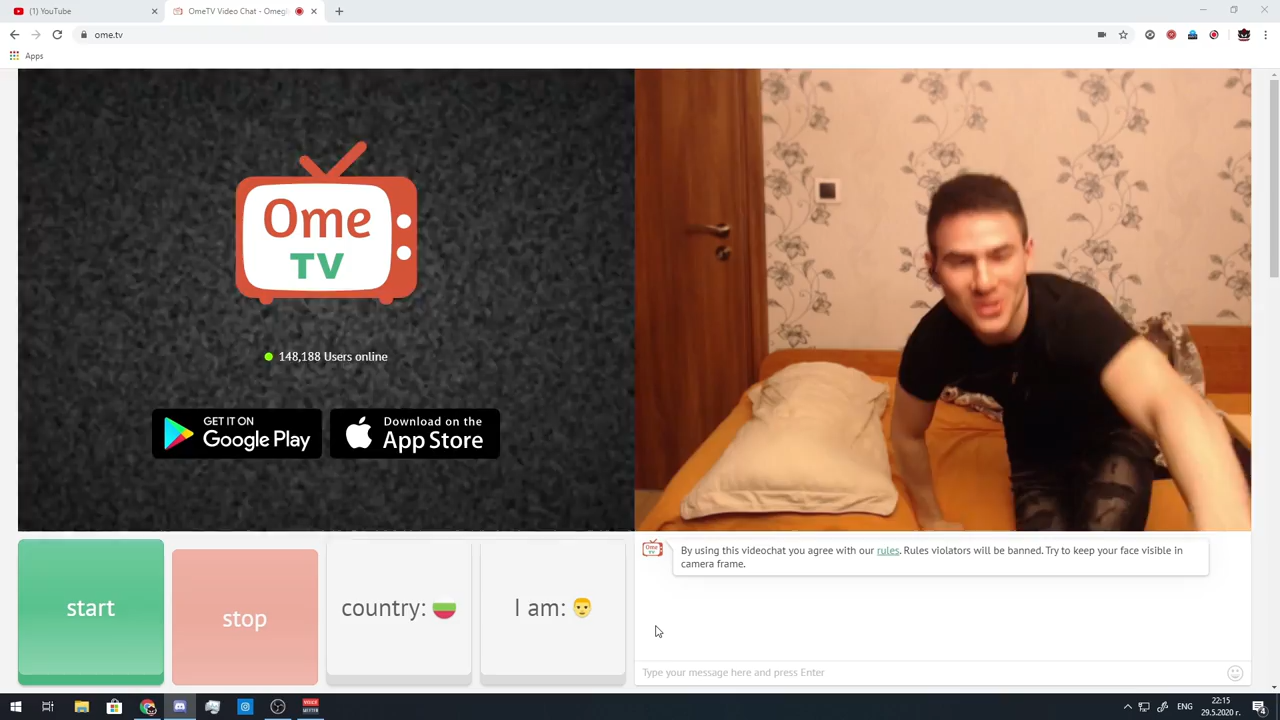 (1) YouTube
OmeTV Video Chat - Omegl
ome.tv
Apps
Ome
TV
148,188 Users online
GET IT ON
Google Play
Download on the
App Store
Ome
TV
By using this videochat you agree with our rules. Rules violators will be banned. Try to keep your face visible in
camera frame.
start
stop
country:
I am:
Type your message here and press Enter
ENG
22:15
29.5.2020 г.
4